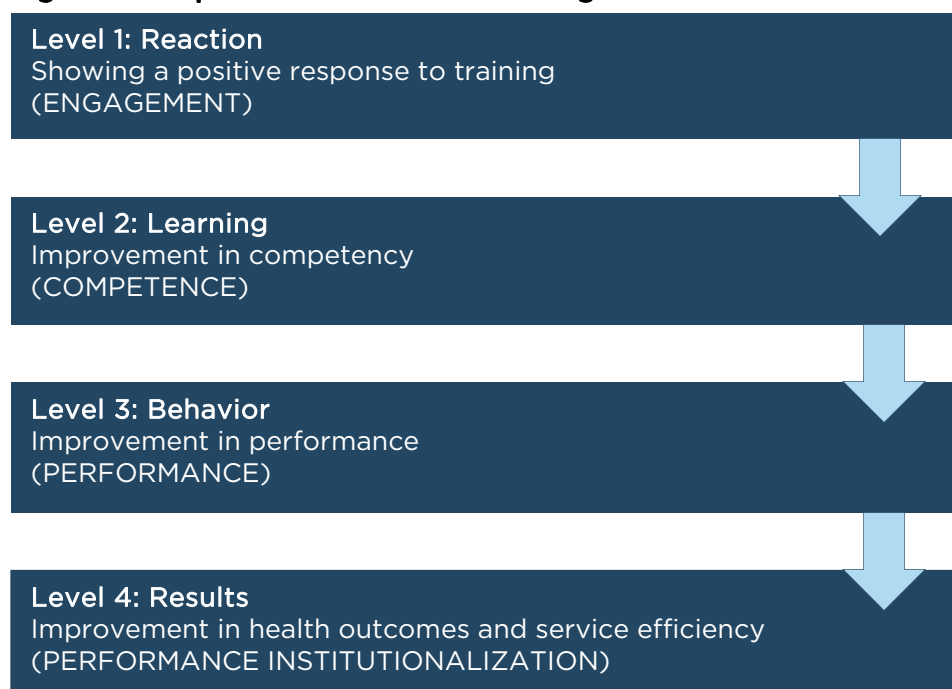 Level 1: Reaction
Showing a positive response to training
(ENGAGEMENT)
Level 2: Learning
Improvement in competency
(COMPETENCE)
Level 3: Behavior
Improvement in performance
(PERFORMANCE)
Level 4: Results
Improvement in health outcomes and service efficiency
(PERFORMANCE INSTITUTIONALIZATION)